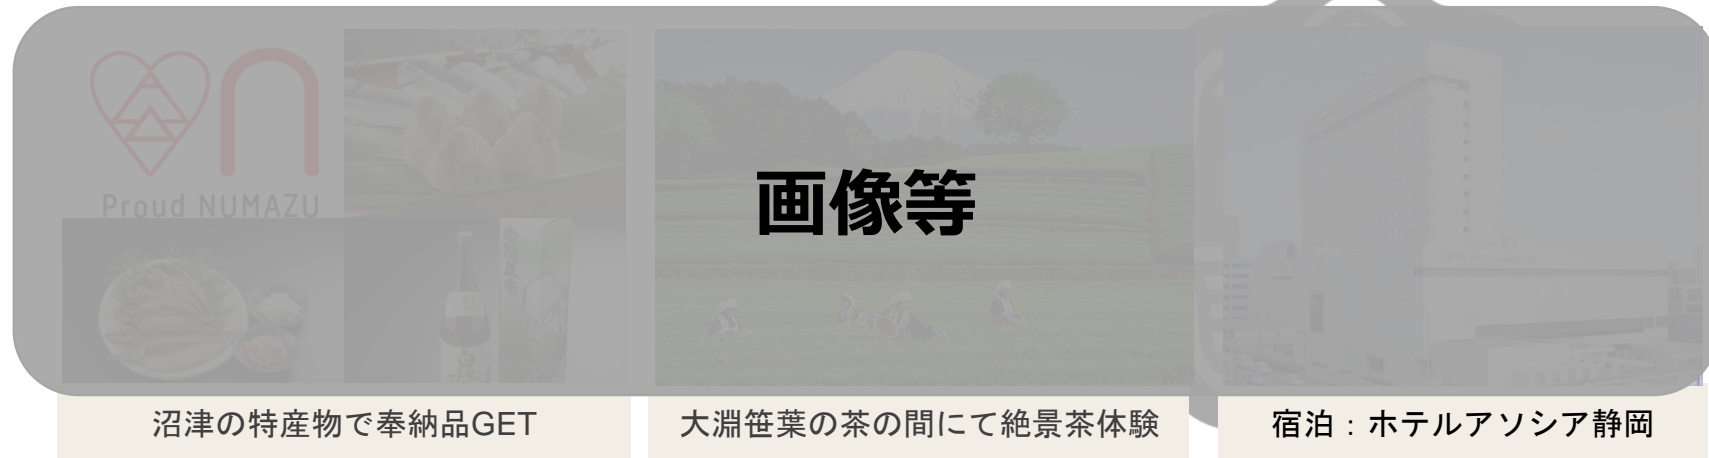 Proud NUMAZU
画像等
沼津の特産物で奉納品GET
大淵笹葉の茶の間にて絶景茶体験
宿泊：ホテルアソシア静岡